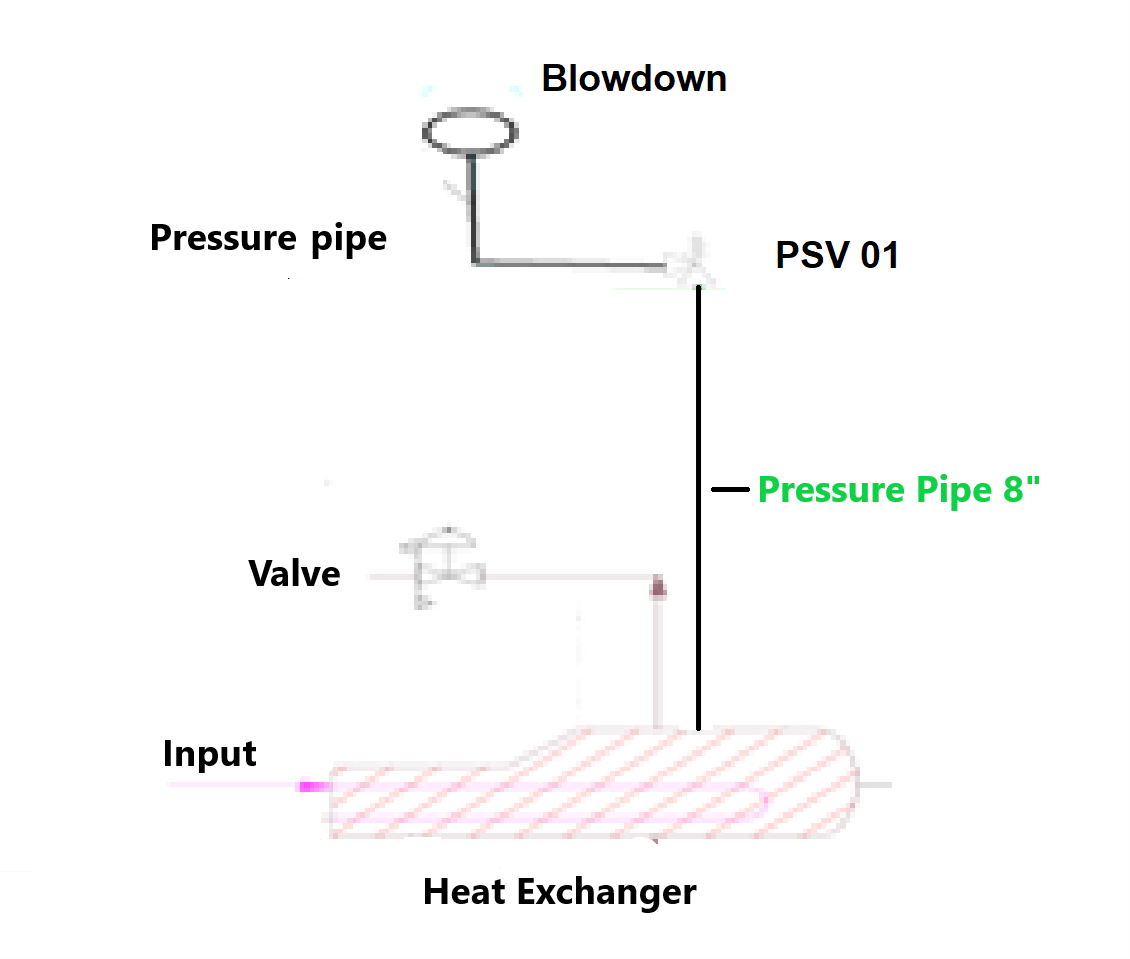 Blowdown
Pressure pipe
PSV 01
Pressure Pipe 8"
Valve
Input
Heat Exchanger